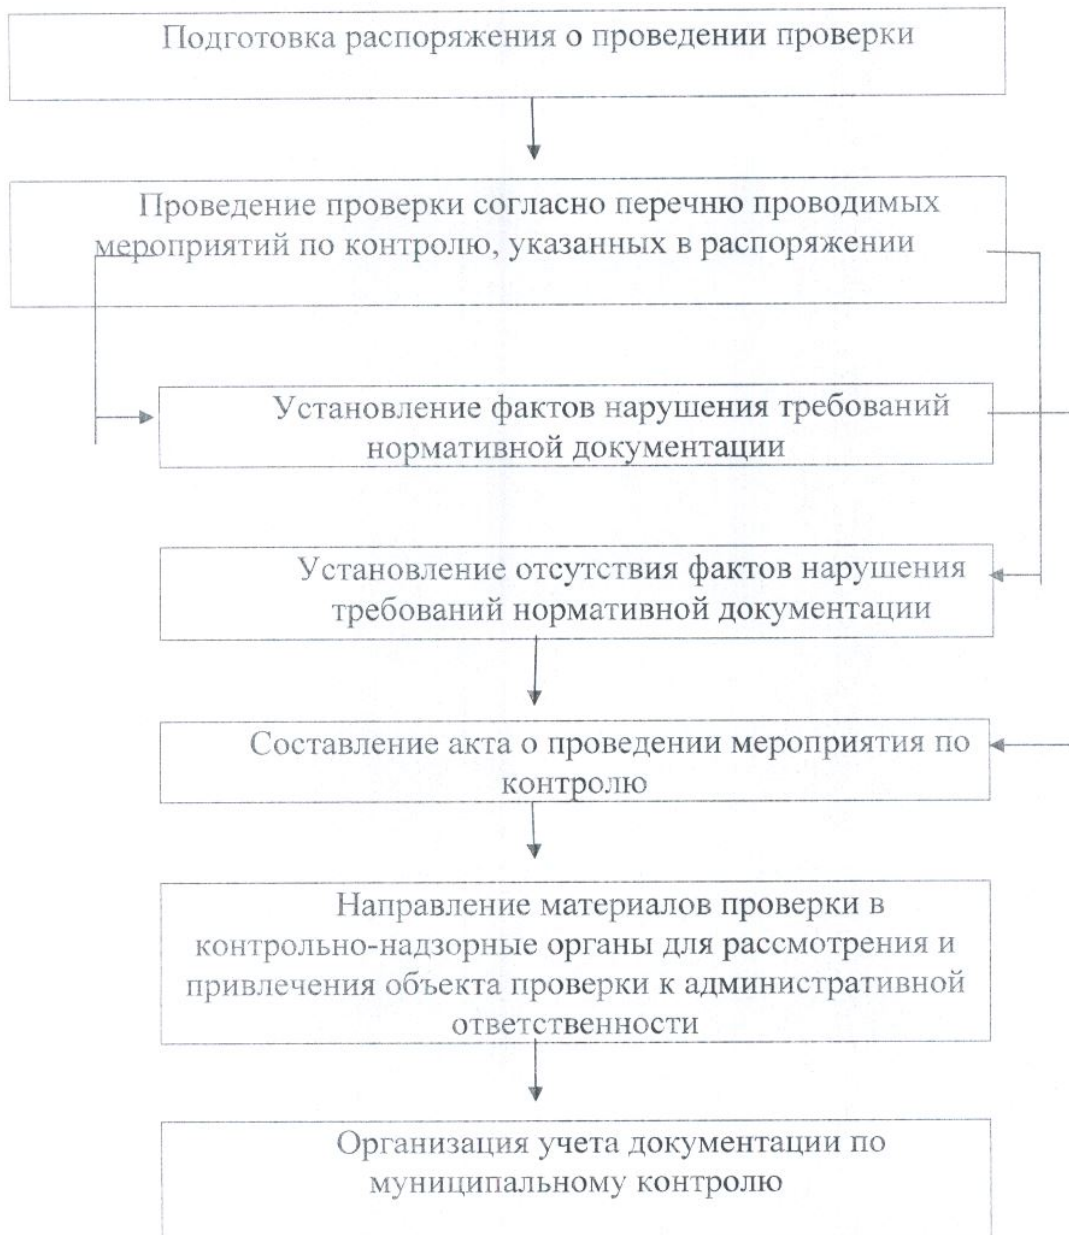 Подготовка распоряжения о проведении проверки
Проведение проверки согласно перечню проводимых
мероприятий по контролю, указанных в распоряжении
Установление фактов нарушения требований
нормативной документации
Установление отсутствия фактов нарушения
требований нормативной документации
Составление акта о проведении мероприятия по
контролю
Направление материалов проверки в
контрольно-надзорные органы для рассмотрения и
привлечения объекта проверки к административной
ответственности
Организация учета документации по
муниципальному контролю